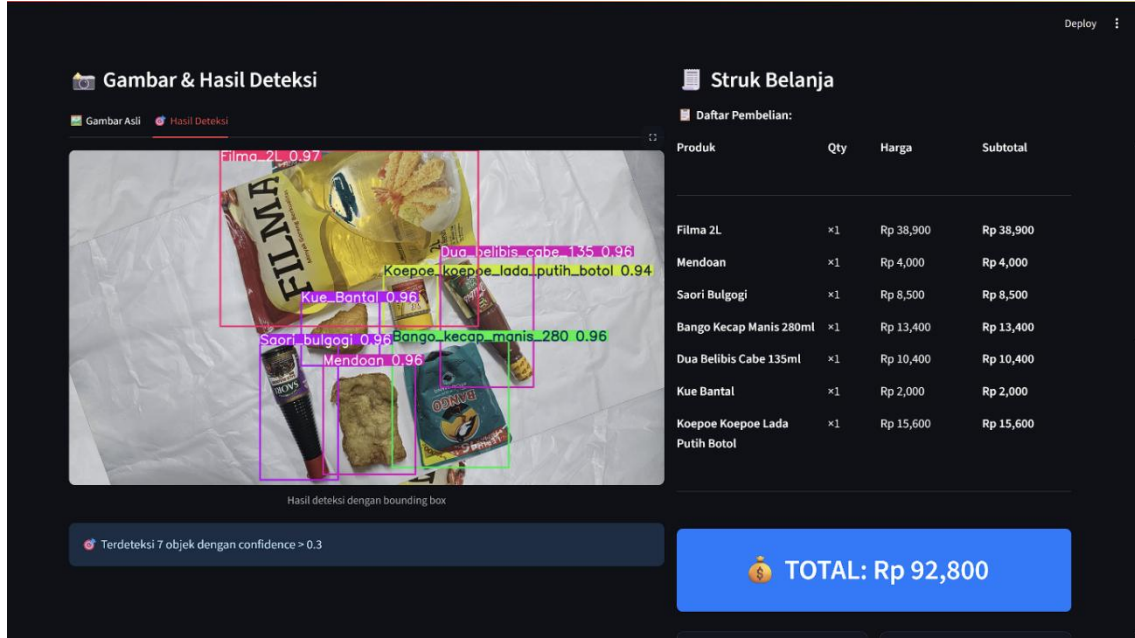 Deploy
Gambar & Hasil Deteksi
Gambar Asli
Hasil Deteksi
Filma_2L 0.97
FILMA
Dua_belibis_cabe_135 0.96
Koepoe_koepoe_lada_putih_botol 0.94
Kue_Bantal 0.96
Saori_bulgogi 0.96
Bango_kecap_manis_280 0.96
Mendoan 0.96
SAORI
BANGO
Hasil deteksi dengan bounding box
Terdeteksi 7 objek dengan confidence > 0.3
Struk Belanja
Daftar Pembelian:
Produk Qty Harga Subtotal
Filma 2L ×1 Rp 38,900 Rp 38,900
Mendoan ×1 Rp 4,000 Rp 4,000
Saori Bulgogi ×1 Rp 8,500 Rp 8,500
Bango Kecap Manis 280ml ×1 Rp 13,400 Rp 13,400
Dua Belibis Cabe 135ml ×1 Rp 10,400 Rp 10,400
Kue Bantal ×1 Rp 2,000 Rp 2,000
Koepoe Koepoe Lada ×1 Rp 15,600 Rp 15,600
Putih Botol
TOTAL: Rp 92,800